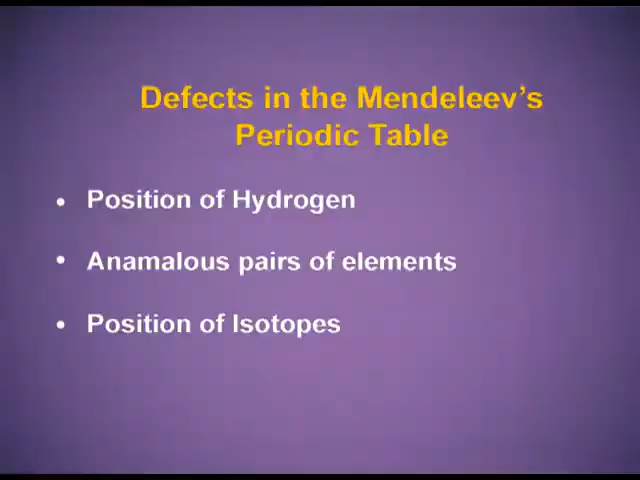 Defects in the Mendeleev’s
Periodic Table
• Position of Hydrogen
• Anamalous pairs of elements
• Position of Isotopes